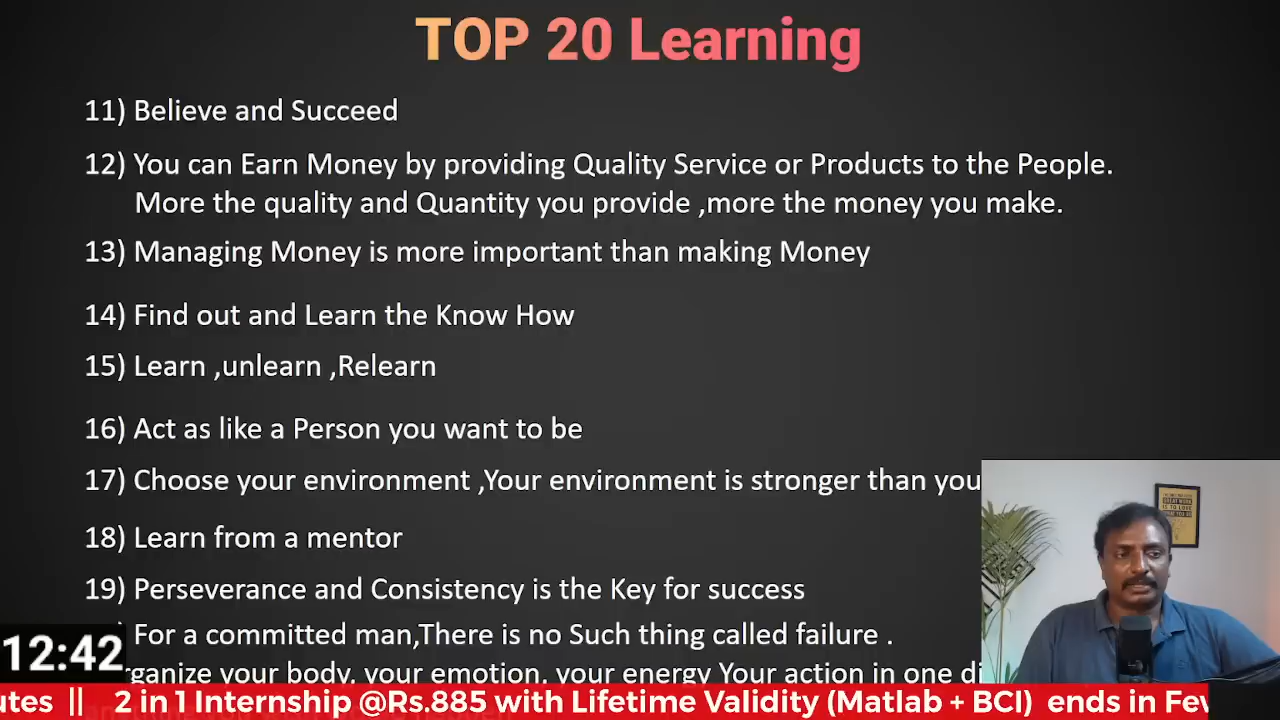 TOP 20 Learning
11) Believe and Succeed
12) You can Earn Money by providing Quality Service or Products to the People.
More the quality and Quantity you provide ,more the money you make.
13) Managing Money is more important than making Money
14) Find out and Learn the Know How
15) Learn ,unlearn ,Relearn
16) Act as like a Person you want to be
17) Choose your environment ,Your environment is stronger than you
18) Learn from a mentor
19) Perseverance and Consistency is the Key for success
For a committed man,There is no Such thing called failure .
12:42
rganize your body, your emotion, your energy Your action in one di
utes || 2 in 1 Internship @Rs.885 with Lifetime Validity (Matlab + BCI) ends in Fev